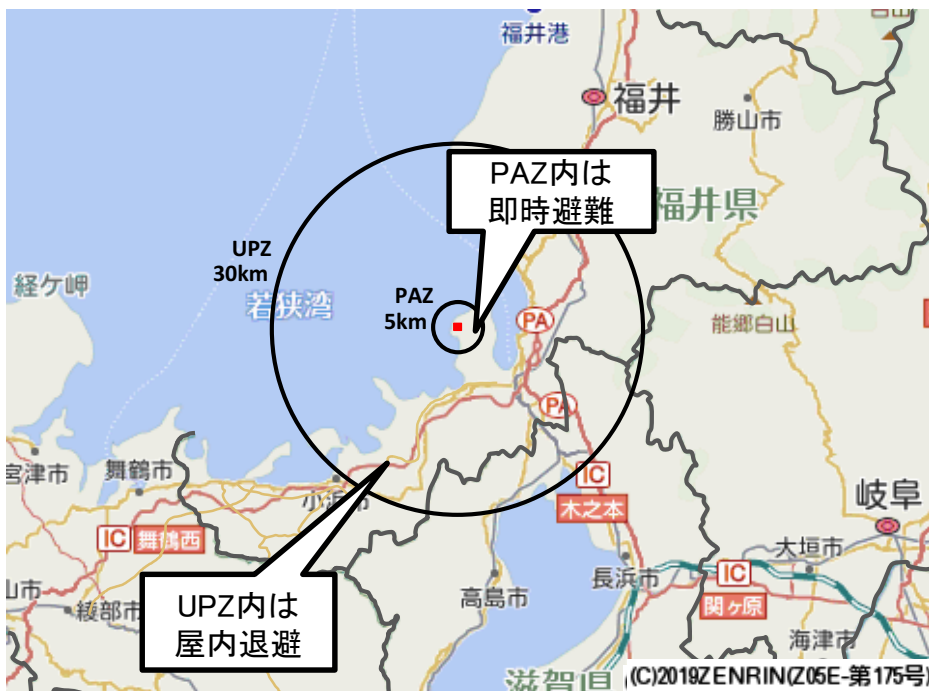 福井港
白山
福井
勝山市
PAZ内は
即時避難
福井県
UPZ
30km
経ケ岬
若狭湾
PAZ
5km
PA
能郷白山
PA
宮津市
舞鶴市
小浜市
IC
木之本
岐阜
IC 舞鶴西
大垣市
山市
綾部市
UPZ内は
屋内退避
高島市
長浜市
IC
関ヶ原
海津市
滋賀県
(C)2019ZENRIN(Z05E-第175号)